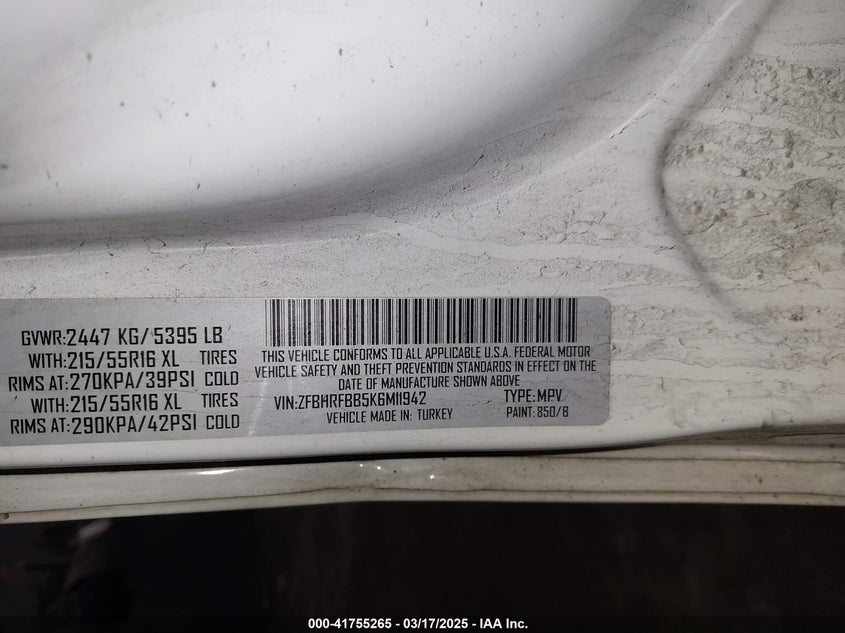 GVWR:2447 KG/5395 LB
WITH:215/55R16 XL TIRES
RIMS AT:270KPA/39PSI COLD
WITH:215/55R16 XL TIRES
RIMS AT:290KPA/42PSI COLD
THIS VEHICLE CONFORMS TO ALL APPLICABLE U.S.A. FEDERAL MOTOR
VEHICLE SAFETY AND THEFT PREVENTION STANDARDS IN EFFECT ON THE
DATE OF MANUFACTURE SHOWN ABOVE
VIN:ZFBHRFBB5K6M11942 TYPE:MPV
VEHICLE MADE IN: TURKEY PAINT: 850/B
000-41755265 - 03/17/2025 - IAA Inc.